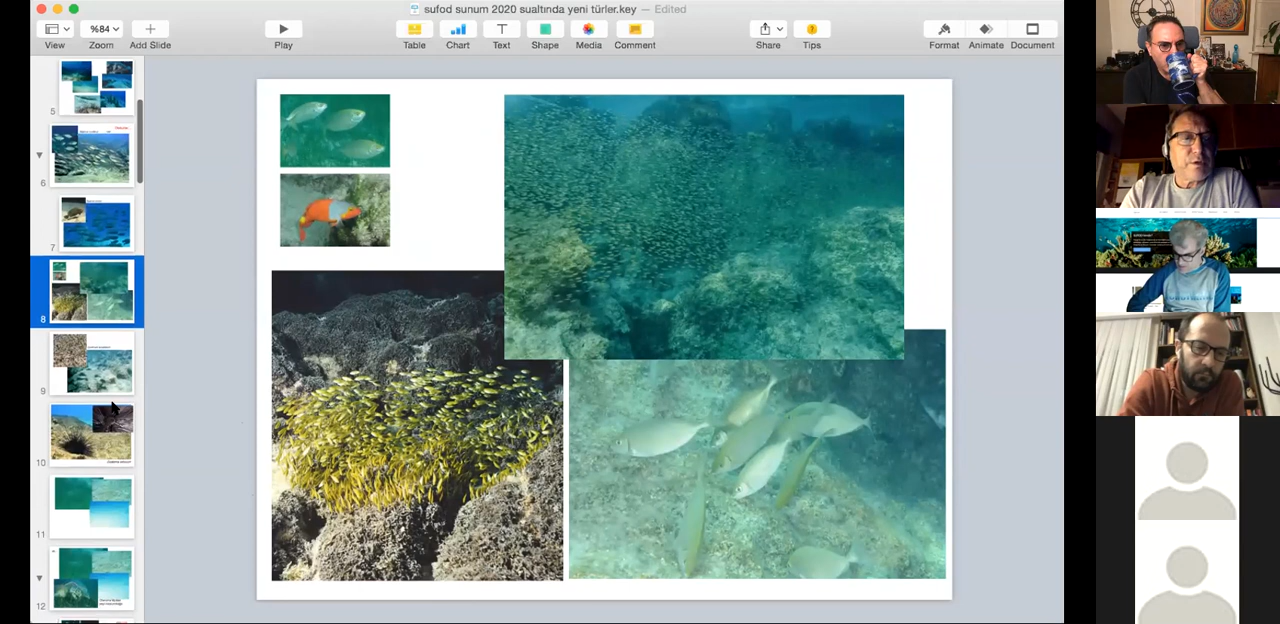 sufod sunum 2020 sualtında yeni türler.key — Edited
%84
View
Zoom
Add Slide
Play
Table
Chart
Text
Shape
Media
Comment
Share
Tips
Format
Animate
Document
5
6
7
8
9
10
11
12